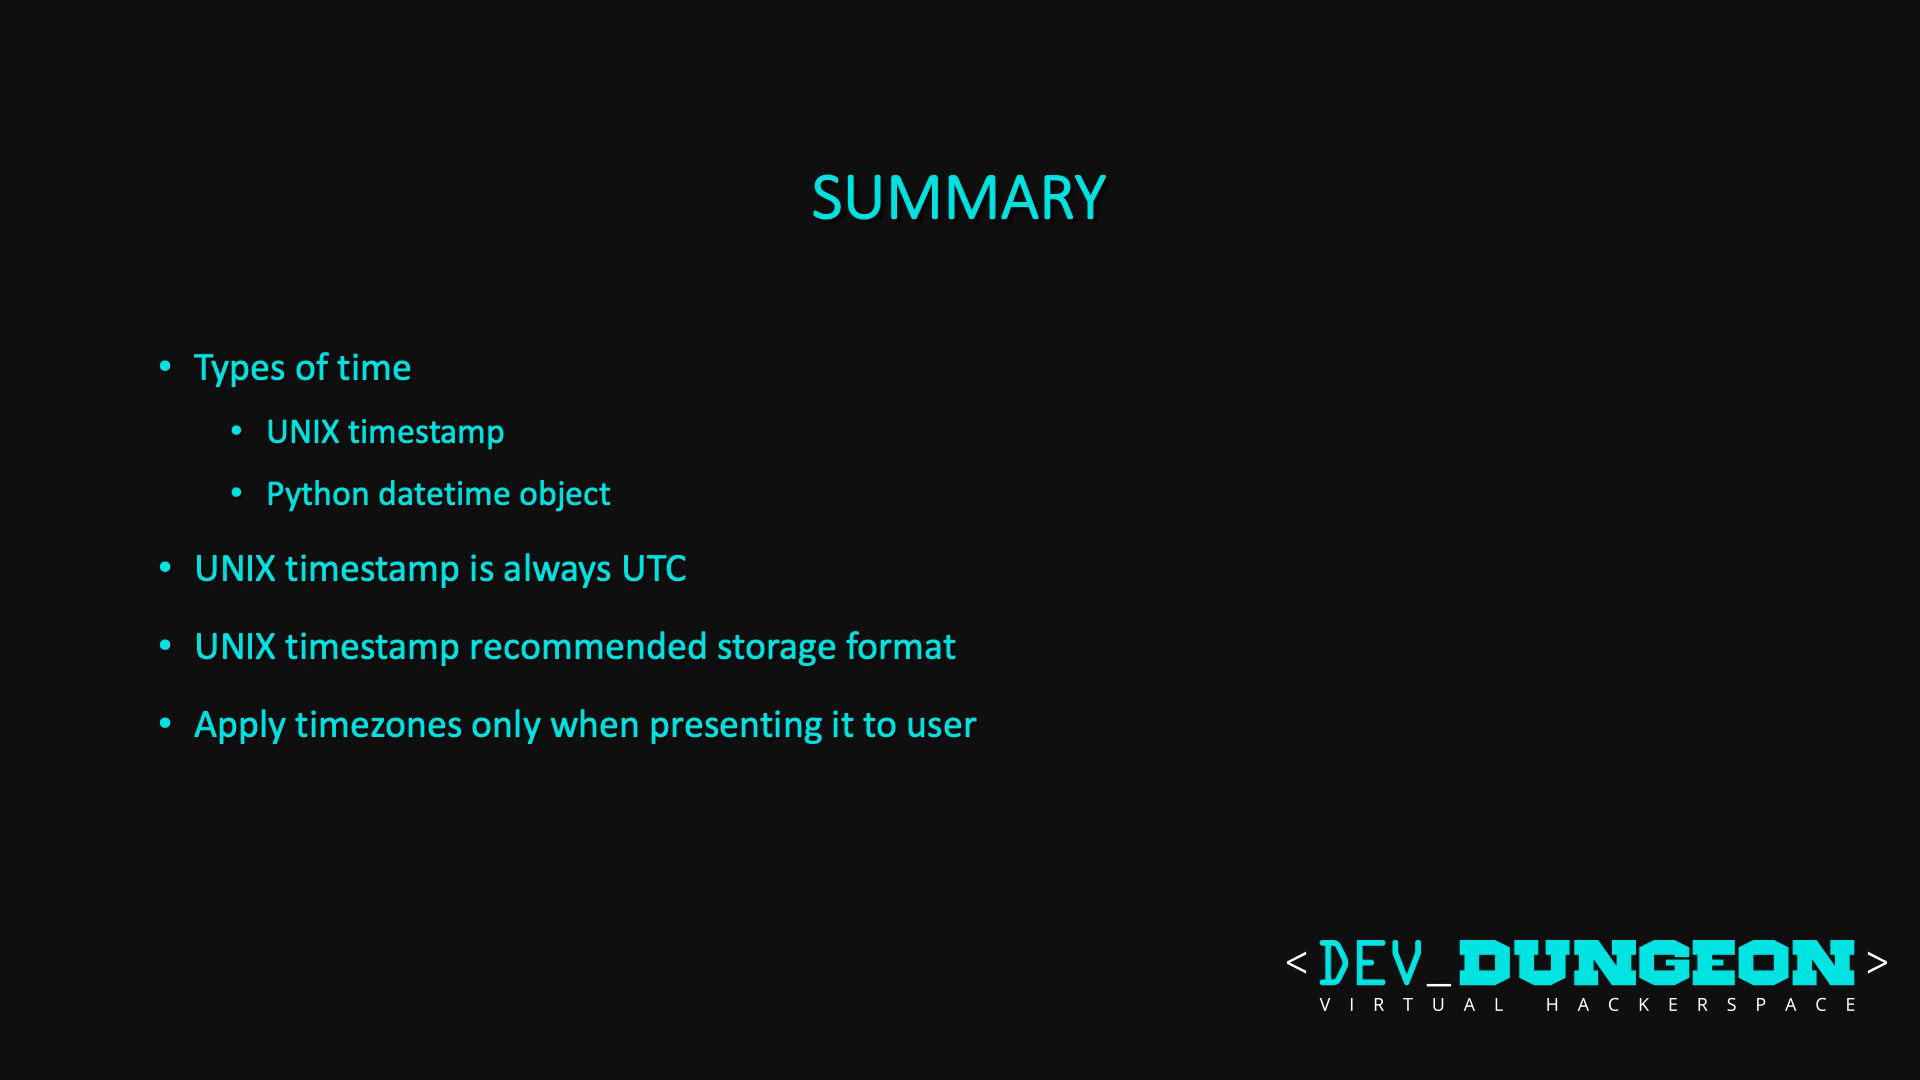 SUMMARY
• Types of time
• UNIX timestamp
• Python datetime object
• UNIX timestamp is always UTC
• UNIX timestamp recommended storage format
• Apply timezones only when presenting it to user
<DEV_DUNGEON>
VIRTUAL HACKERSPACE